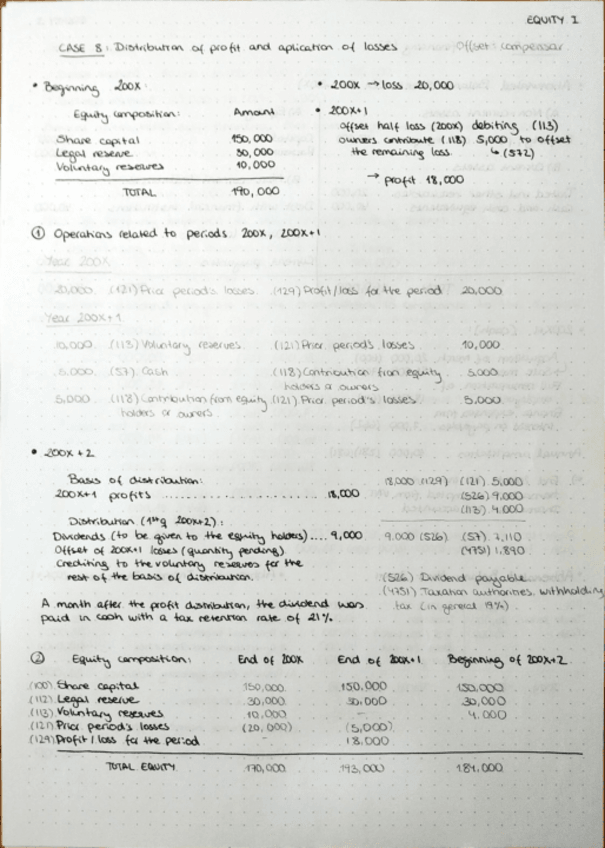 EQUITY I
CASE 8: Distribution of profit and aplication of losses
Offset: compensar
• Beginning 200X:
Equity composition: Amount
Share capital 150,000
Legal reserve 30,000
Voluntary reserves 10,000
TOTAL 190,000
• 200X → loss 20,000
• 200X+1
offset half loss (200X) debiting (113)
owners contribute (118) 5,000 to offset
the remaining loss. ↳ (572)
→ profit 18,000
① Operations related to periods 200X, 200X+1
Year 200X
20,000 (121) Prior period's losses (129) Profit/loss for the period 20,000
Year 200X+1
10,000 (113) Voluntary reserves (121) Prior period's losses 10,000
5,000 (57) Cash (118) Contribution from equity 5,000
holders or owners
5,000 (118) Contribution from equity (121) Prior period's losses 5,000
holders or owners
• 200X+2
Basis of distribution:
200X+1 profits ........................ 18,000
Distribution (1st q 200X+2):
Dividends (to be given to the equity holders).... 9,000
Offset of 200X+1 losses (quantity pending)
Crediting to the voluntary reserves for the
rest of the basis of distribution.
A month after the profit distribution, the dividend was
paid in cash with a tax retention rate of 21%.
18,000 (129) (121) 5,000
(526) 9,000
(113) 4,000
9,000 (526) (57) 7,110
(4751) 1,890
(526) Dividend payable
(4751) Taxation authorities, withholding
tax (in general 19%)
② Equity composition: End of 200X End of 200X+1 Beginning of 200X+2
(100) Share capital 150,000 150,000 150,000
(112) Legal reserve 30,000 30,000 30,000
(113) Voluntary reserves 10,000 - 4,000
(121) Prior period's losses (20,000) (5,000)
(129) Profit/loss for the period - 18,000
TOTAL EQUITY 170,000 193,000 184,000